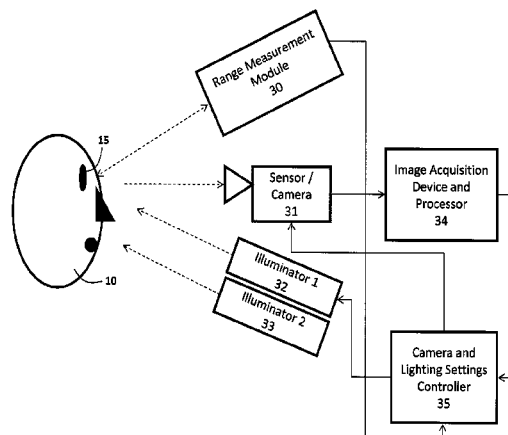 Range Measurement
Module
30
15
Sensor /
Camera
31
Image Acquisition
Device and
Processor
34
Illuminator 1
32
Illuminator 2
33
10
Camera and
Lighting Settings
Controller
35